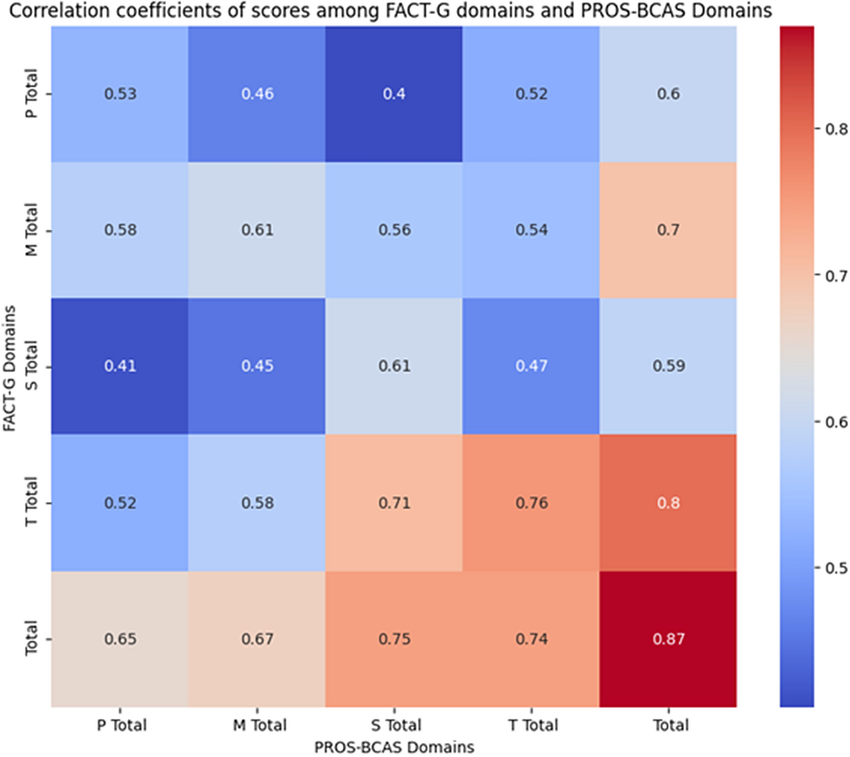 Correlation coefficients of scores among FACT-G domains and PROS-BCAS Domains
P Total 0.53 0.46 0.4 0.52 0.6
M Total 0.58 0.61 0.56 0.54 0.7
S Total 0.41 0.45 0.61 0.47 0.59
T Total 0.52 0.58 0.71 0.76 0.8
Total 0.65 0.67 0.75 0.74 0.87
FACT-G Domains
P Total M Total S Total T Total Total
PROS-BCAS Domains
0.8
0.7
0.6
0.5